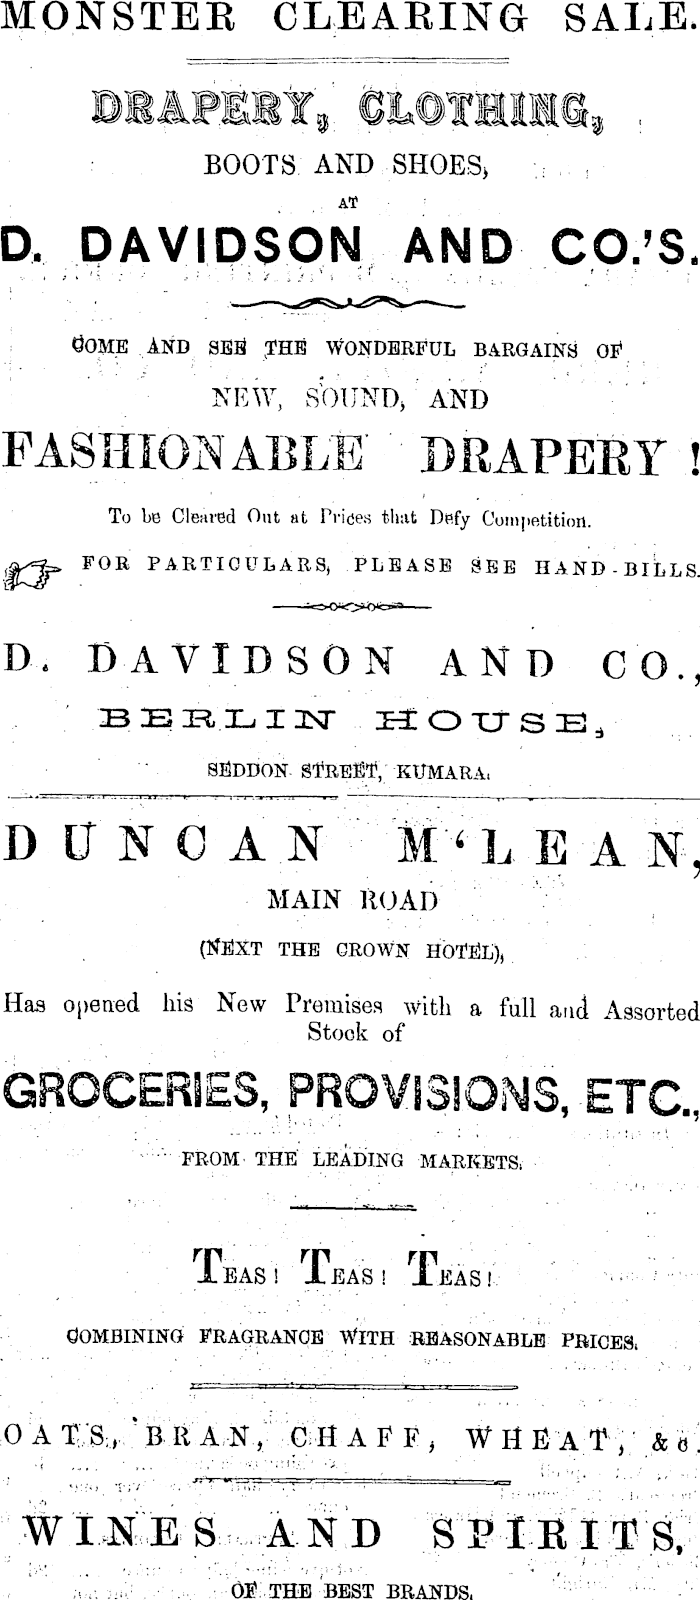 MONSTER CLEARING SALE.
DRAPERY, CLOTHING,
BOOTS AND SHOES,
AT
D. DAVIDSON AND CO.'S.
COME AND SEE THE WONDERFUL BARGAINS OF
NEW, SOUND, AND
FASHIONABLE DRAPERY!
To be Cleared Out at Prices that Defy Competition.
FOR PARTICULARS, PLEASE SEE HAND-BILLS.
D. DAVIDSON AND CO.,
BERLIN HOUSE,
SEDDON STREET, KUMARA.
DUNCAN M‘LEAN,
MAIN ROAD
(NEXT THE CROWN HOTEL),
Has opened his New Premises with a full and Assorted
Stock of
GROCERIES, PROVISIONS, ETC.,
FROM THE LEADING MARKETS.
TEAS! TEAS! TEAS!
COMBINING FRAGRANCE WITH REASONABLE PRICES.
OATS, BRAN, CHAFF, WHEAT, &c.
WINES AND SPIRITS,
OF THE BEST BRANDS.